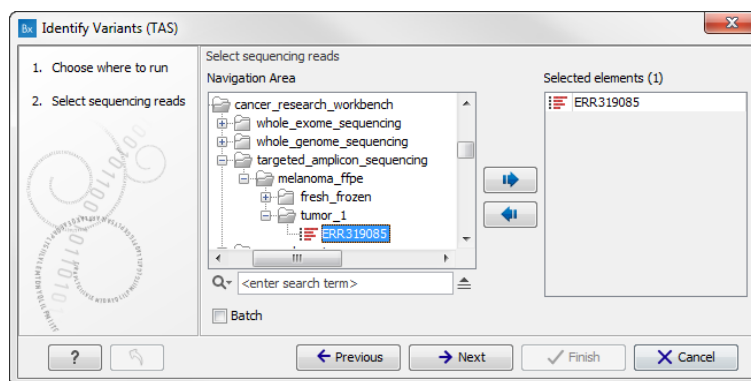 Bx Identify Variants (TAS)
1. Choose where to run
2. Select sequencing reads
Select sequencing reads
Navigation Area
cancer_research_workbench
whole_exome_sequencing
whole_genome_sequencing
targeted_amplicon_sequencing
melanoma_ffpe
fresh_frozen
tumor_1
ERR319085
<enter search term>
Batch
Selected elements (1)
ERR319085
?
Previous
Next
Finish
Cancel